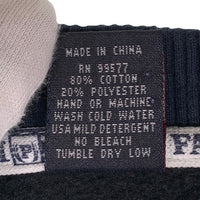 MADE IN CHINA
RN 99577
80% COTTON
20% POLYESTER
HAND OR MACHINE
WASH COLD WATER
USA MILD DETERGENT
NO BLEACH
TUMBLE DRY LOW